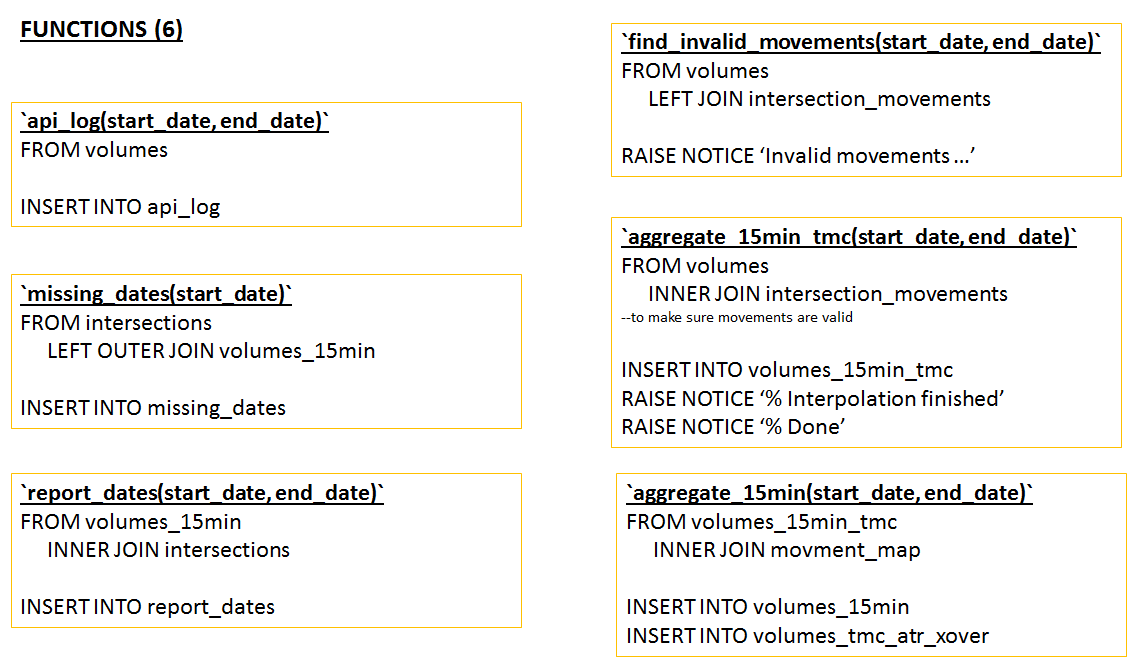 FUNCTIONS (6)
`api_log(start_date, end_date)`
FROM volumes
INSERT INTO api_log
`missing_dates(start_date)`
FROM intersections
LEFT OUTER JOIN volumes_15min
INSERT INTO missing_dates
`report_dates(start_date, end_date)`
FROM volumes_15min
INNER JOIN intersections
INSERT INTO report_dates
`find_invalid_movements(start_date, end_date)`
FROM volumes
LEFT JOIN intersection_movements
RAISE NOTICE ‘Invalid movements ...’
`aggregate_15min_tmc(start_date, end_date)`
FROM volumes
INNER JOIN intersection_movements
--to make sure movements are valid
INSERT INTO volumes_15min_tmc
RAISE NOTICE ‘% Interpolation finished’
RAISE NOTICE ‘% Done’
`aggregate_15min(start_date, end_date)`
FROM volumes_15min_tmc
INNER JOIN movment_map
INSERT INTO volumes_15min
INSERT INTO volumes_tmc_atr_xover